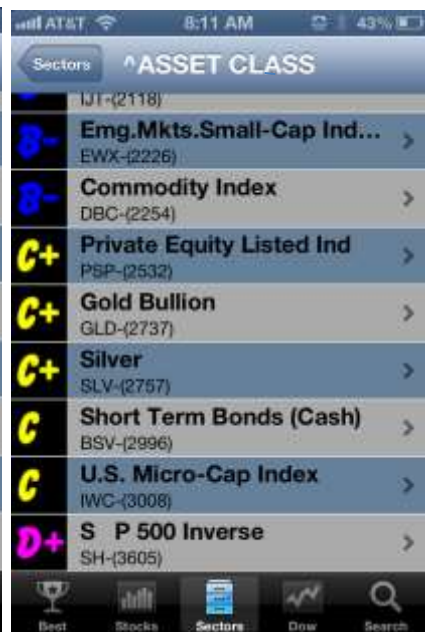 AT&T 8:11 AM 43%
Sectors ^ASSET CLASS
IJT-(2118)
B- Emg.Mkts.Small-Cap Ind...
EWX-(2226)
B- Commodity Index
DBC-(2254)
C+ Private Equity Listed Ind
PSP-(2532)
C+ Gold Bullion
GLD-(2737)
C+ Silver
SLV-(2757)
C Short Term Bonds (Cash)
BSV-(2996)
C U.S. Micro-Cap Index
IWC-(3008)
D+ S P 500 Inverse
SH-(3605)
Best Stocks Sectors Dow Search